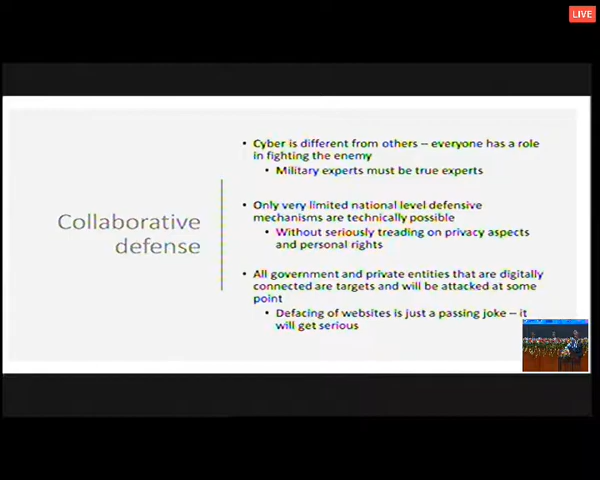 LIVE
Collaborative
defense
• Cyber is different from others – everyone has a role
in fighting the enemy
• Military experts must be true experts
• Only very limited national level defensive
mechanisms are technically possible
• Without seriously treading on privacy aspects
and personal rights
• All government and private entities that are digitally
connected are targets and will be attacked at some
point
• Defacing of websites is just a passing joke – it
will get serious